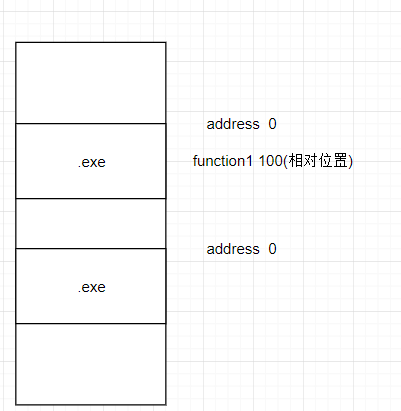 address 0
.exe
function1 100(相对位置)
address 0
.exe